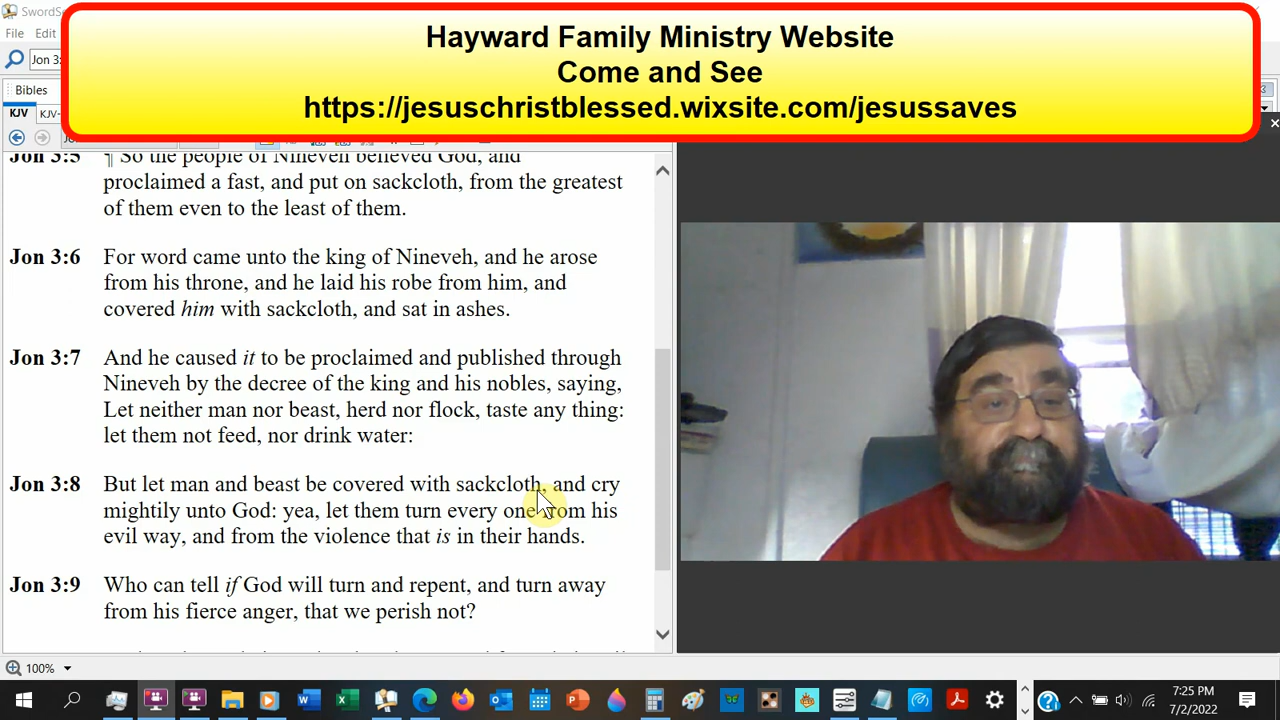 SwordSe
File Edit
Hayward Family Ministry Website
Come and See
https://jesuschristblessed.wixsite.com/jesussaves
Jon 3:
Bibles
KJV KJV-
Jon 3:5 ¶ So the people of Nineveh believed God, and
proclaimed a fast, and put on sackcloth, from the greatest
of them even to the least of them.
Jon 3:6 For word came unto the king of Nineveh, and he arose
from his throne, and he laid his robe from him, and
covered him with sackcloth, and sat in ashes.
Jon 3:7 And he caused it to be proclaimed and published through
Nineveh by the decree of the king and his nobles, saying,
Let neither man nor beast, herd nor flock, taste any thing:
let them not feed, nor drink water:
Jon 3:8 But let man and beast be covered with sackcloth, and cry
mightily unto God: yea, let them turn every one from his
evil way, and from the violence that is in their hands.
Jon 3:9 Who can tell if God will turn and repent, and turn away
from his fierce anger, that we perish not?
100%
7:25 PM
7/2/2022